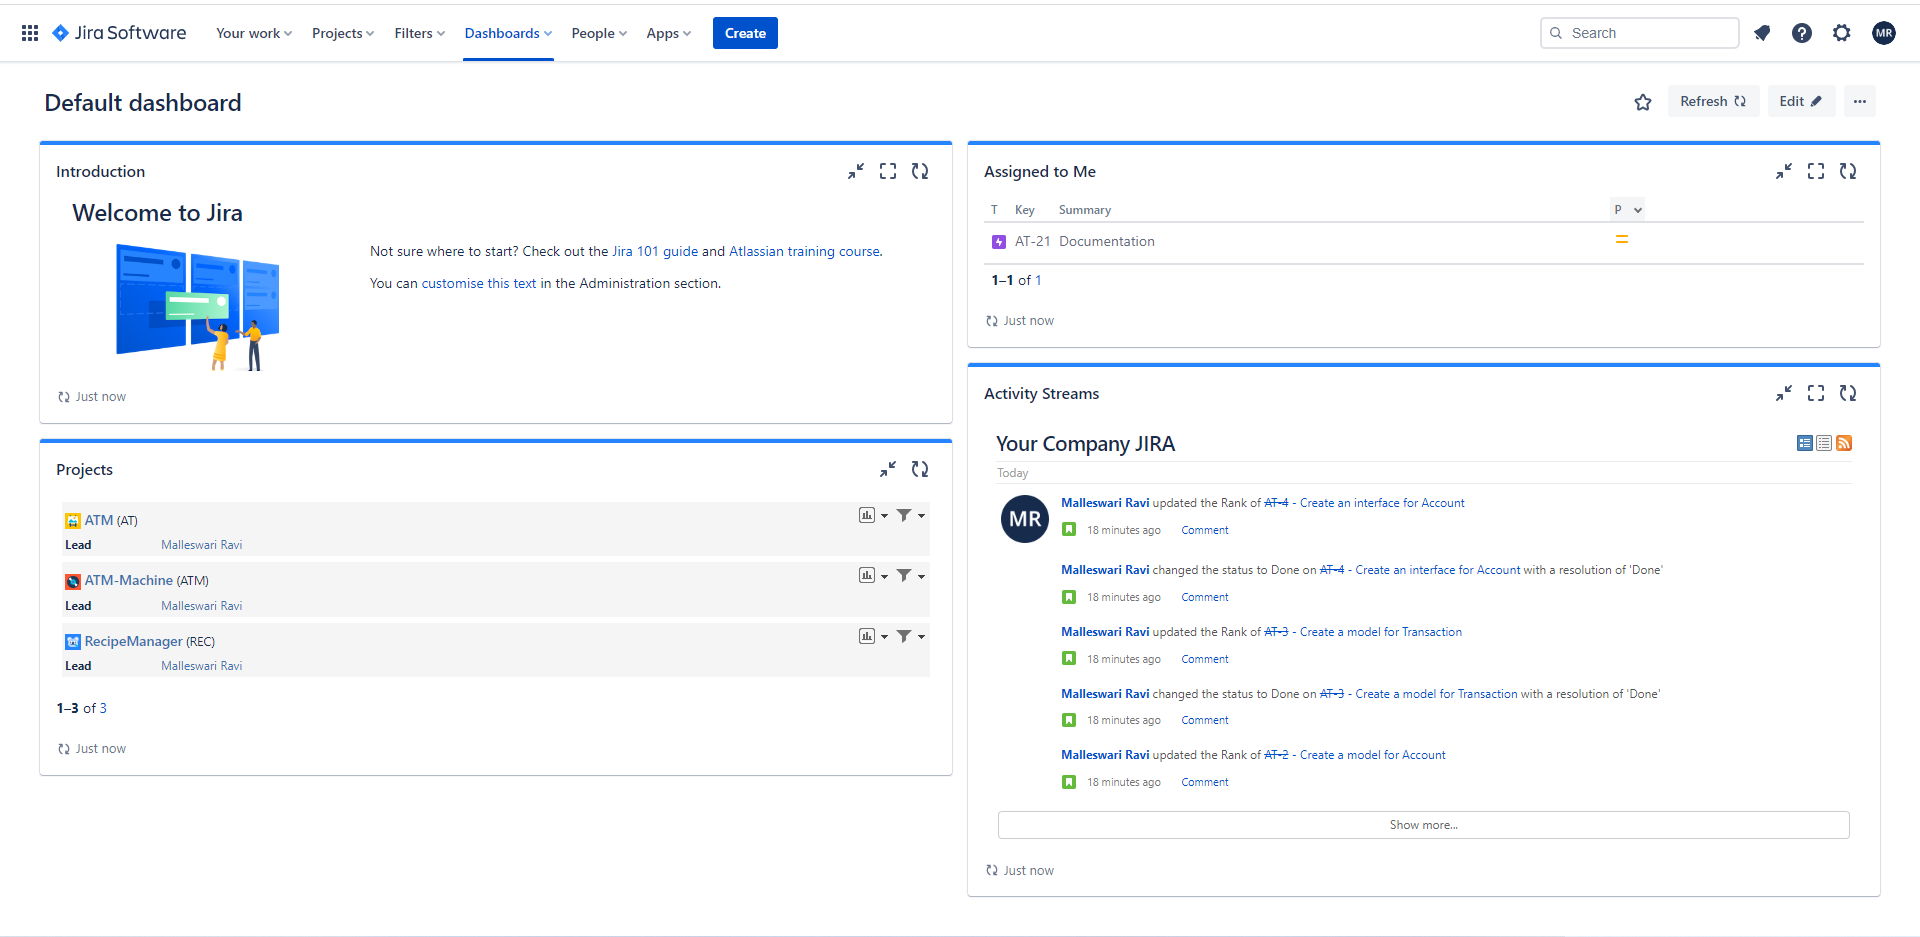 Jira Software Your work Projects Filters Dashboards People Apps Create Search MR
Default dashboard Refresh Edit ...
Introduction
Welcome to Jira
Not sure where to start? Check out the Jira 101 guide and Atlassian training course.
You can customise this text in the Administration section.
Just now
Projects
ATM (AT)
Lead Malleswari Ravi
ATM-Machine (ATM)
Lead Malleswari Ravi
RecipeManager (REC)
Lead Malleswari Ravi
1–3 of 3
Just now
Assigned to Me
T Key Summary P
AT-21 Documentation
1–1 of 1
Just now
Activity Streams
Your Company JIRA
Today
MR
Malleswari Ravi updated the Rank of AT-4 - Create an interface for Account
18 minutes ago Comment
Malleswari Ravi changed the status to Done on AT-4 - Create an interface for Account with a resolution of 'Done'
18 minutes ago Comment
Malleswari Ravi updated the Rank of AT-3 - Create a model for Transaction
18 minutes ago Comment
Malleswari Ravi changed the status to Done on AT-3 - Create a model for Transaction with a resolution of 'Done'
18 minutes ago Comment
Malleswari Ravi updated the Rank of AT-2 - Create a model for Account
18 minutes ago Comment
Show more...
Just now